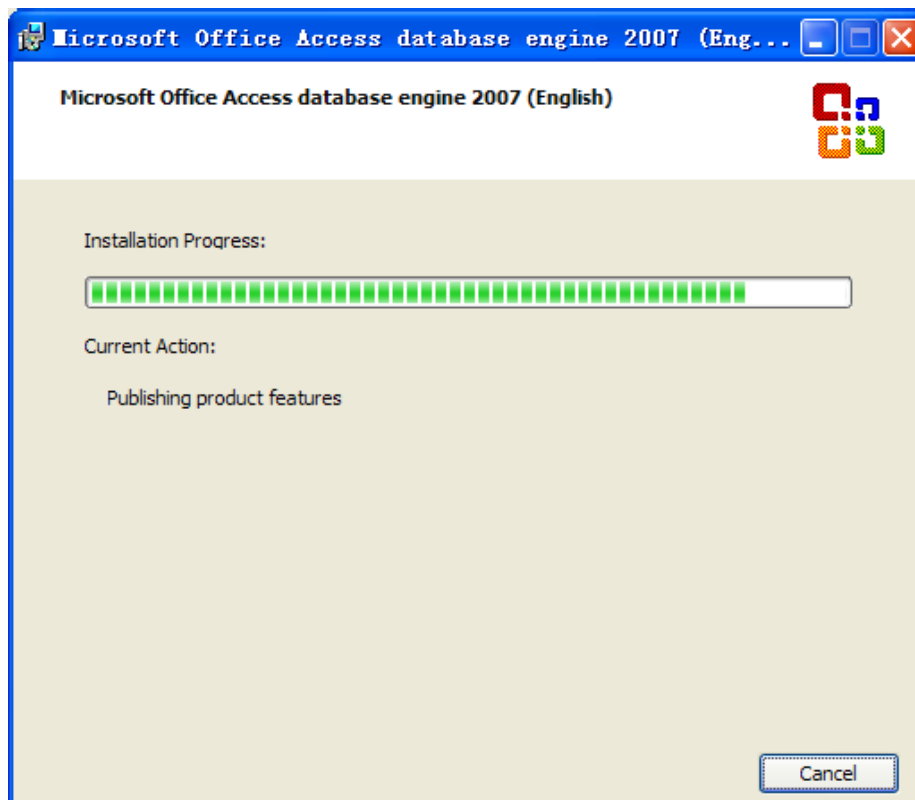 Microsoft Office Access database engine 2007 (Eng...
Microsoft Office Access database engine 2007 (English)
Installation Progress:
Current Action:
Publishing product features
Cancel